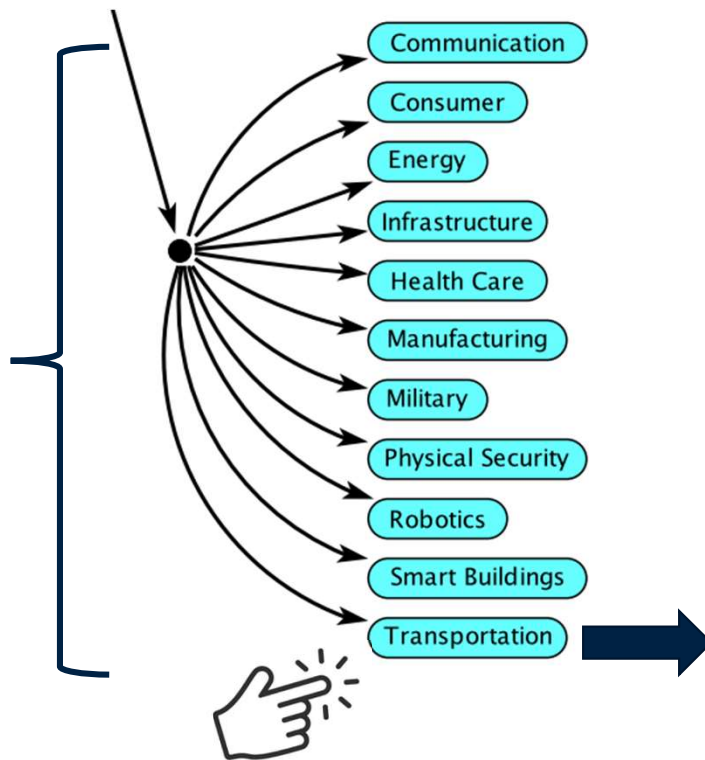 Communication
Consumer
Energy
Infrastructure
Health Care
Manufacturing
Military
Physical Security
Robotics
Smart Buildings
Transportation